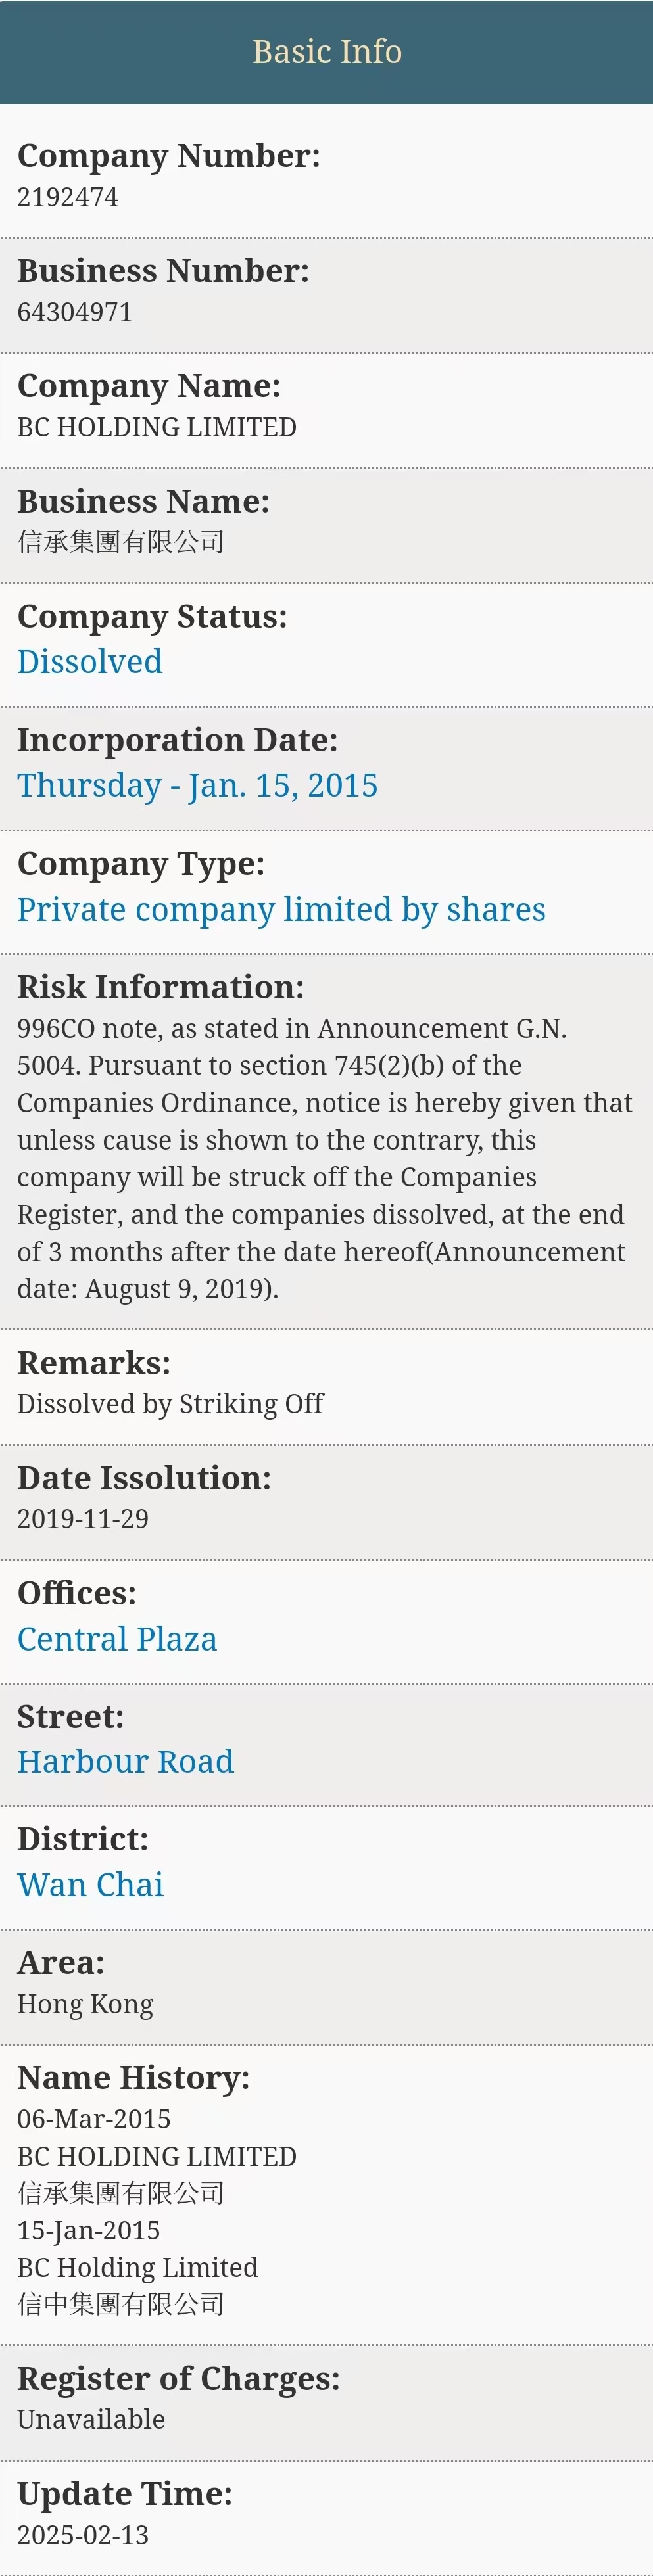 Basic Info
Company Number:
2192474
Business Number:
64304971
Company Name:
BC HOLDING LIMITED
Business Name:
信承集團有限公司
Company Status:
Dissolved
Incorporation Date:
Thursday - Jan. 15, 2015
Company Type:
Private company limited by shares
Risk Information:
996CO note, as stated in Announcement G.N.
5004. Pursuant to section 745(2)(b) of the
Companies Ordinance, notice is hereby given that
unless cause is shown to the contrary, this
company will be struck off the Companies
Register, and the companies dissolved, at the end
of 3 months after the date hereof(Announcement
date: August 9, 2019).
Remarks:
Dissolved by Striking Off
Date Issolution:
2019-11-29
Offices:
Central Plaza
Street:
Harbour Road
District:
Wan Chai
Area:
Hong Kong
Name History:
06-Mar-2015
BC HOLDING LIMITED
信承集團有限公司
15-Jan-2015
BC Holding Limited
信中集團有限公司
Register of Charges:
Unavailable
Update Time:
2025-02-13